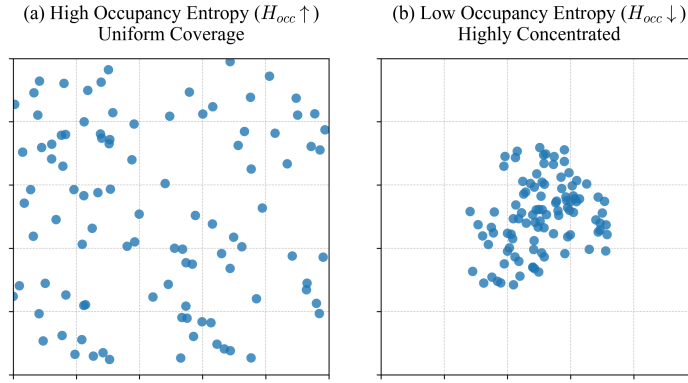 (a) High Occupancy Entropy (H_occ ↑)
Uniform Coverage
(b) Low Occupancy Entropy (H_occ ↓)
Highly Concentrated